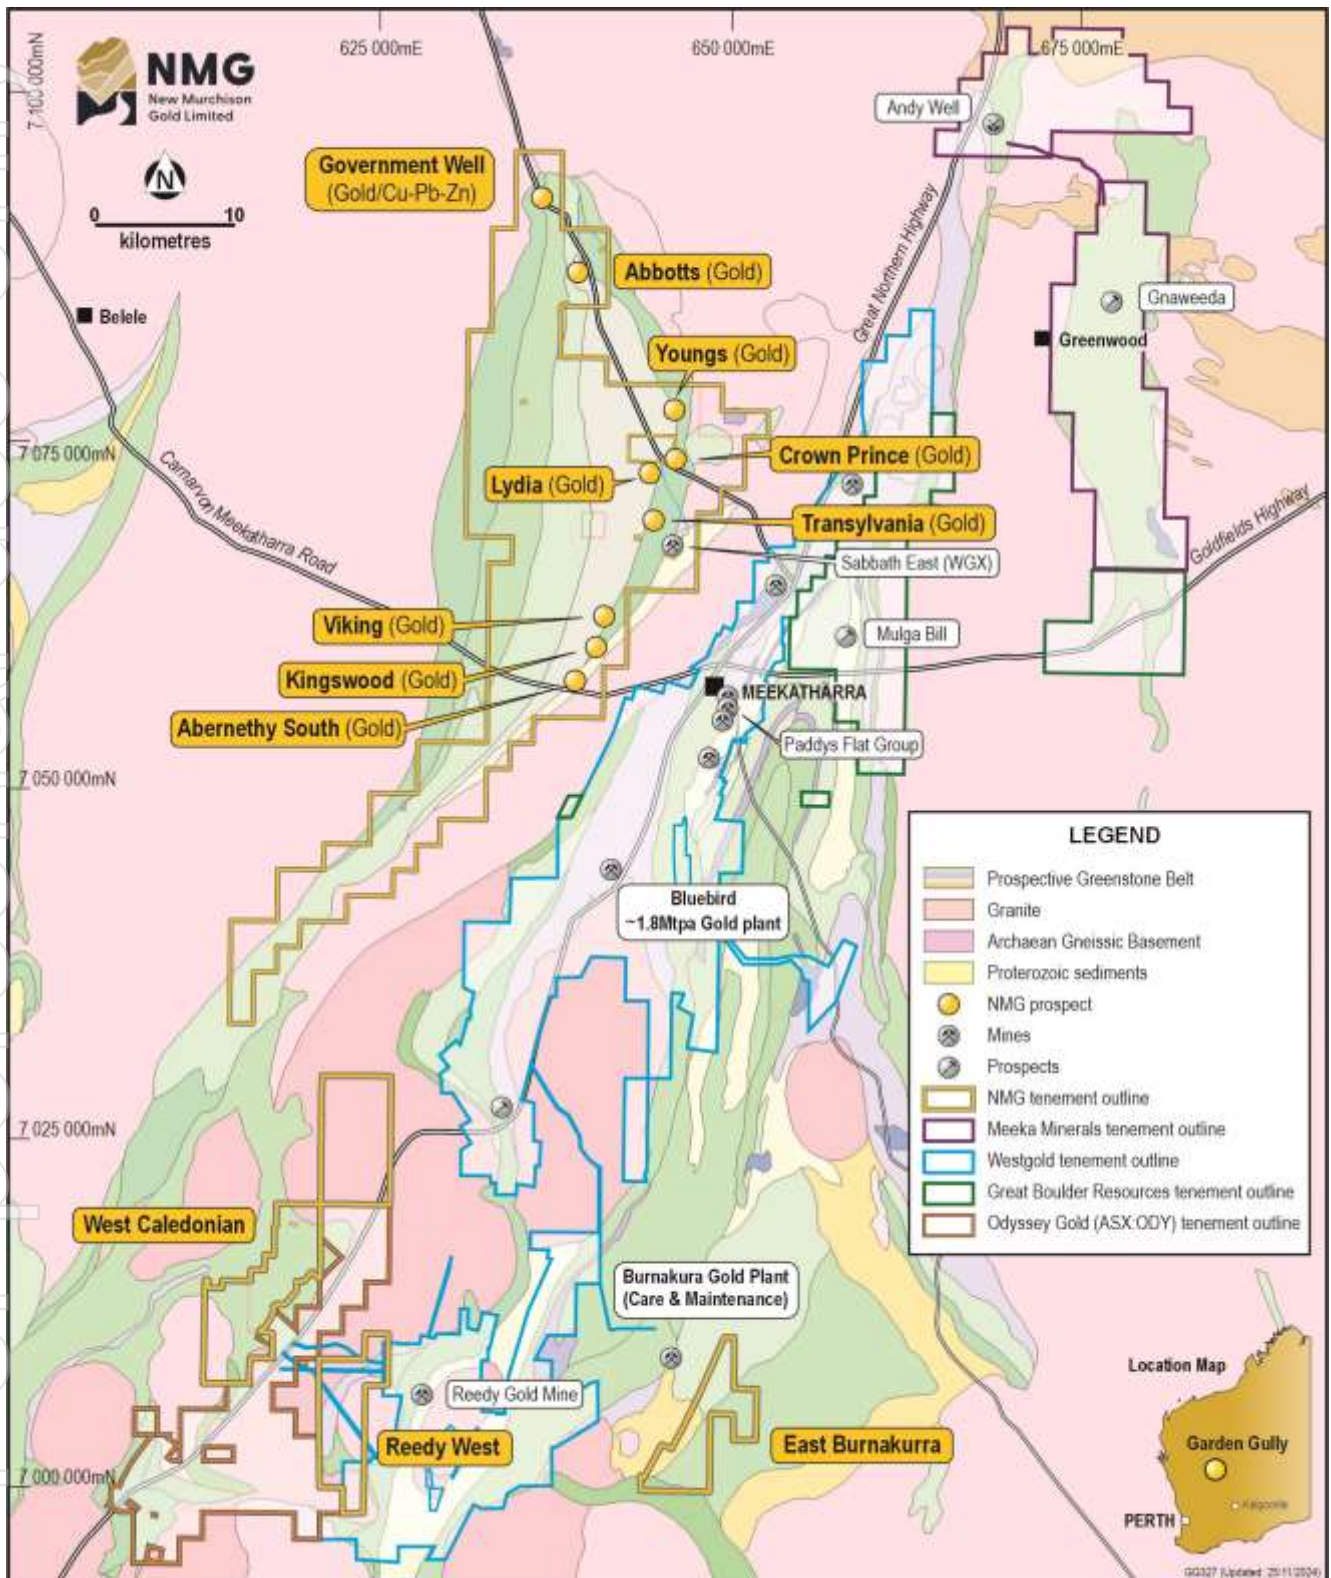 625 000mE
650 000mE
675 000mE
7 100 000mN
NMG
New Murchison
Gold Limited
N
0 10
kilometres
Andy Well
Government Well
(Gold/Cu-Pb-Zn)
Abbotts (Gold)
Great Northern Highway
Gnaweeda
Belele
Greenwood
Youngs (Gold)
7 075 000mN
Crown Prince (Gold)
Carnarvon Meekatharra Road
Lydia (Gold)
Transylvania (Gold)
Goldfields Highway
Sabbath East (WGX)
Viking (Gold)
Mulga Bill
Kingswood (Gold)
MEEKATHARRA
Abernethy South (Gold)
Paddys Flat Group
7 050 000mN
Bluebird
~1.8Mtpa Gold plant
LEGEND
Prospective Greenstone Belt
Granite
Archaean Gneissic Basement
Proterozoic sediments
NMG prospect
Mines
Prospects
NMG tenement outline
Meeka Minerals tenement outline
Westgold tenement outline
Great Boulder Resources tenement outline
Odyssey Gold (ASX:ODY) tenement outline
7 025 000mN
West Caledonian
Burnakura Gold Plant
(Care & Maintenance)
Reedy Gold Mine
Reedy West
East Burnakurra
7 000 000mN
Location Map
Garden Gully
Kalgoorlie
PERTH
GG327 (Updated: 25/11/2024)